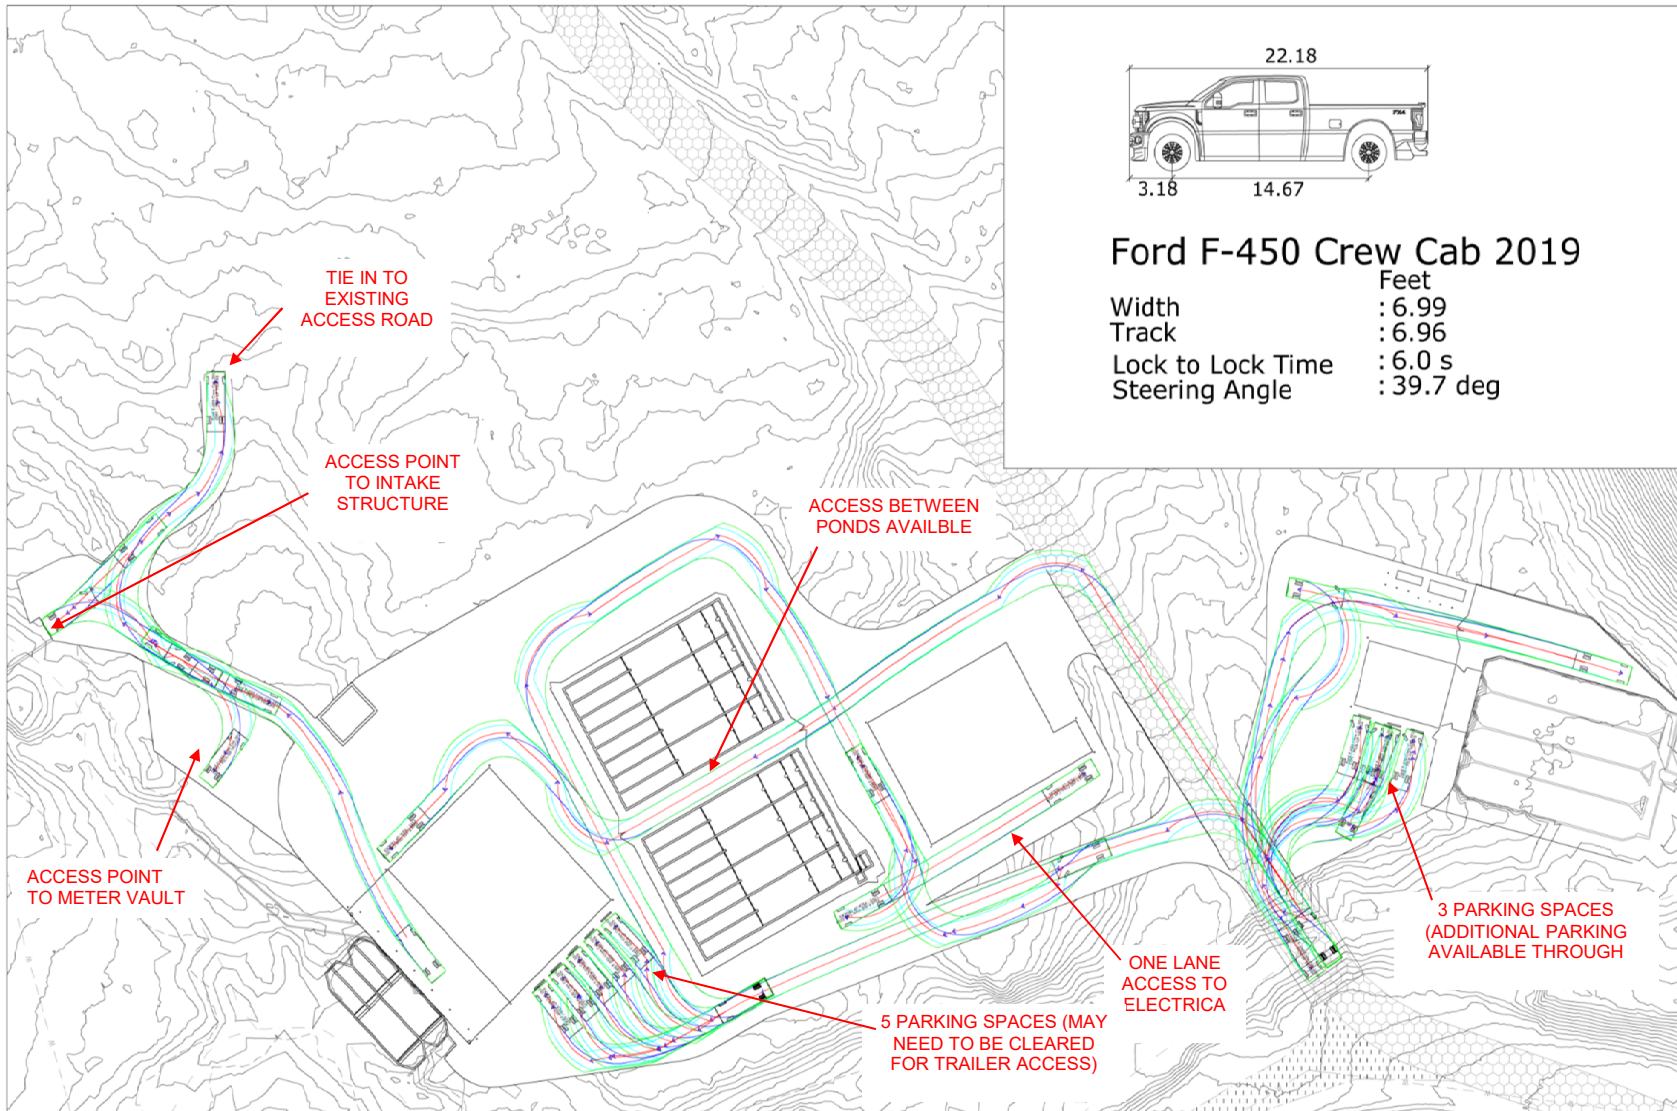 22.18
3.18
14.67
Ford F-450 Crew Cab 2019
Feet
Width : 6.99
Track : 6.96
Lock to Lock Time : 6.0 s
Steering Angle : 39.7 deg
TIE IN TO
EXISTING
ACCESS ROAD
ACCESS POINT
TO INTAKE
STRUCTURE
ACCESS BETWEEN
PONDS AVAILBLE
ACCESS POINT
TO METER VAULT
3 PARKING SPACES
(ADDITIONAL PARKING
AVAILABLE THROUGH
ONE LANE
ACCESS TO
ELECTRICA
5 PARKING SPACES (MAY
NEED TO BE CLEARED
FOR TRAILER ACCESS)